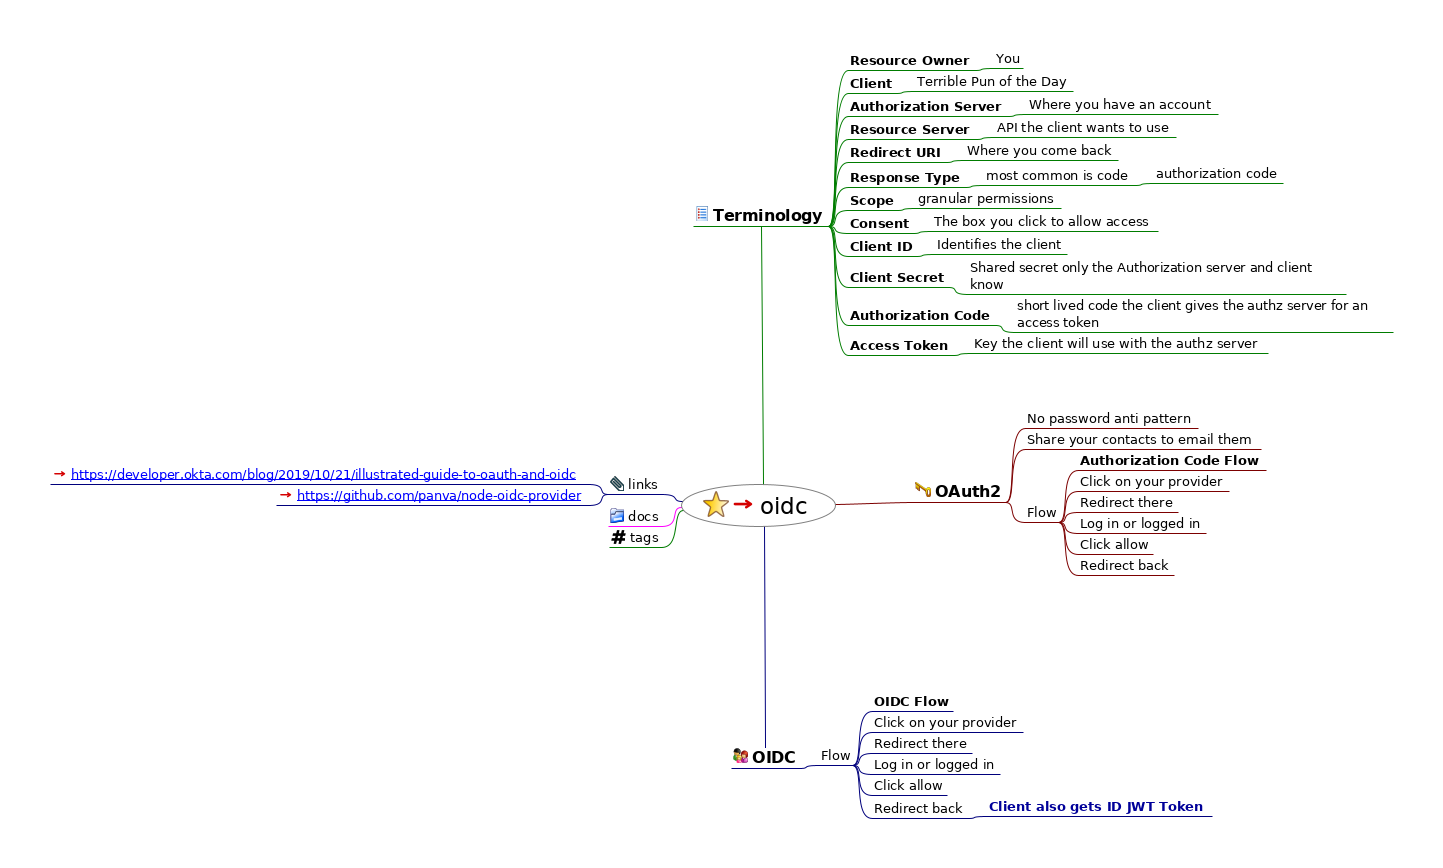 Resource Owner
You
Client
Terrible Pun of the Day
Authorization Server
Where you have an account
Resource Server
API the client wants to use
Redirect URI
Where you come back
Response Type
most common is code
authorization code
Scope
granular permissions
Consent
The box you click to allow access
Client ID
Identifies the client
Client Secret
Shared secret only the Authorization server and client
know
Authorization Code
short lived code the client gives the authz server for an
access token
Access Token
Key the client will use with the authz server
Terminology
No password anti pattern
Share your contacts to email them
Authorization Code Flow
Click on your provider
Redirect there
Log in or logged in
Click allow
Redirect back
Flow
OAuth2
https://developer.okta.com/blog/2019/10/21/illustrated-guide-to-oauth-and-oidc
https://github.com/panva/node-oidc-provider
links
docs
# tags
oidc
OIDC
Flow
OIDC Flow
Click on your provider
Redirect there
Log in or logged in
Click allow
Redirect back
Client also gets ID JWT Token